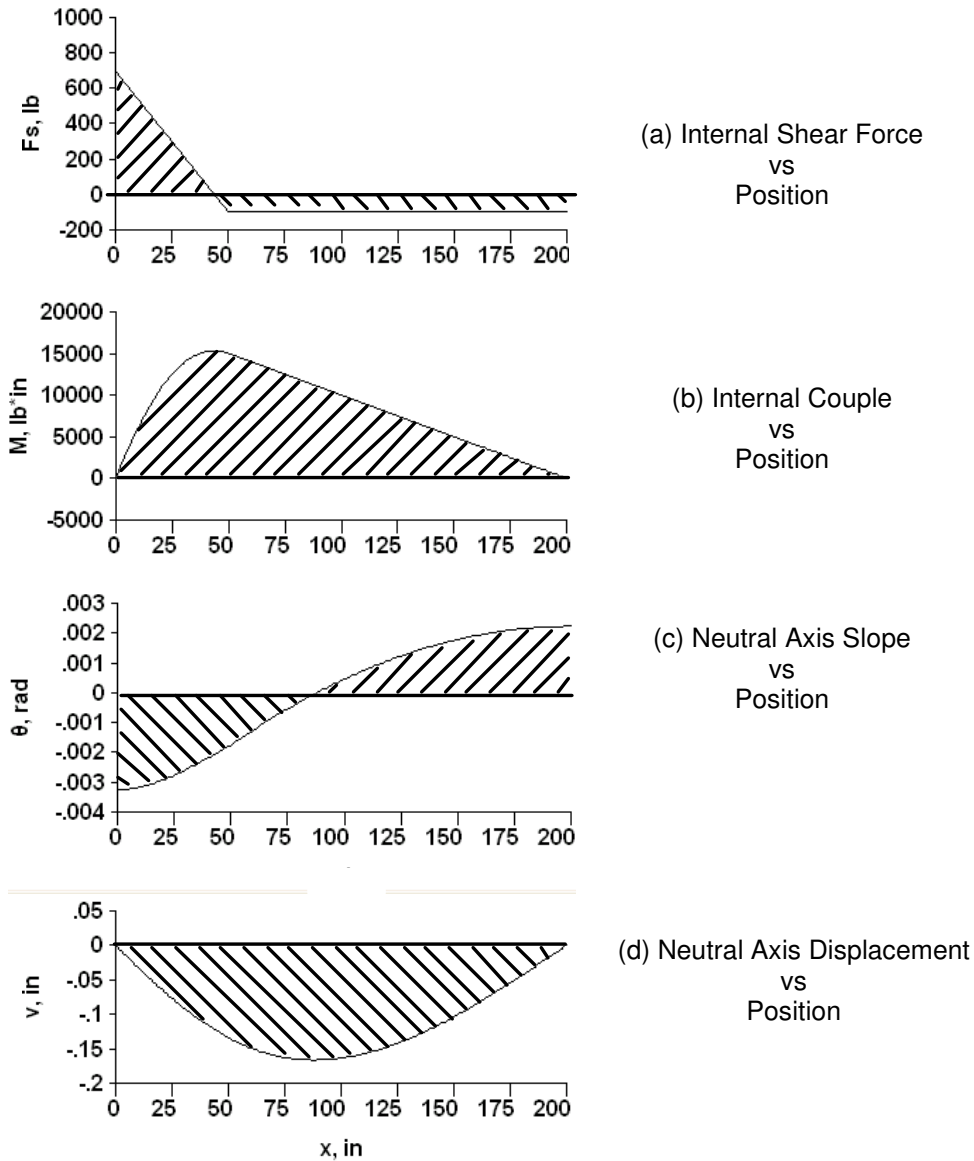 1000
800
600
400
200
0
-200
Fs, lb
0 25 50 75 100 125 150 175 200
(a) Internal Shear Force
vs
Position
20000
15000
10000
5000
0
-5000
M, lb*in
0 25 50 75 100 125 150 175 200
(b) Internal Couple
vs
Position
.003
.002
.001
0
-.001
-.002
-.003
-.004
θ, rad
0 25 50 75 100 125 150 175 200
(c) Neutral Axis Slope
vs
Position
.05
0
-.05
-.1
-.15
-.2
v, in
0 25 50 75 100 125 150 175 200
x, in
(d) Neutral Axis Displacement
vs
Position